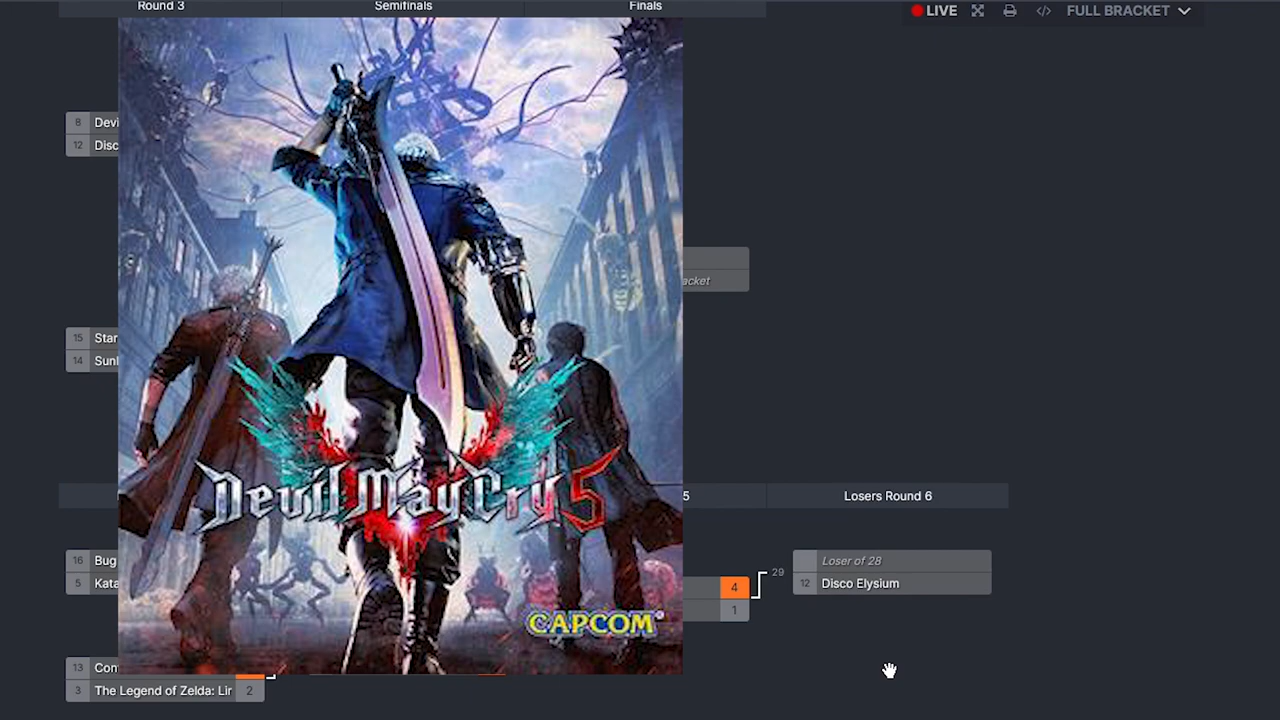 Round 3
Semifinals
Finals
LIVE
FULL BRACKET
8 Devi
12 Disc
acket
15 Star
14 Sunl
Devil May Cry 5
5
Losers Round 6
16 Bug
5 Kata
4
1
29
Loser of 28
12 Disco Elysium
CAPCOM
13 Con
3 The Legend of Zelda: Lir 2